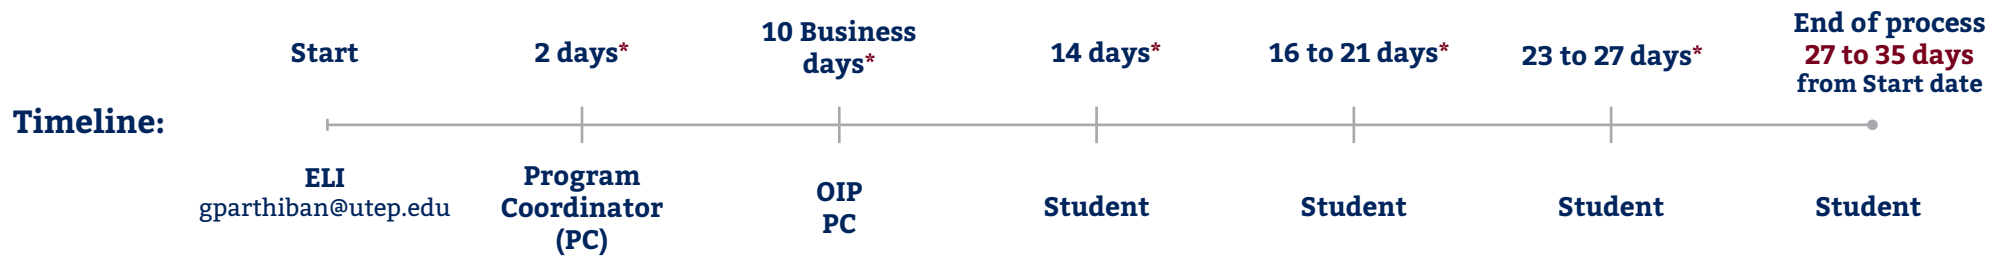 Start
2 days*
10 Business
days*
14 days*
16 to 21 days*
23 to 27 days*
End of process
27 to 35 days
from Start date
Timeline:
ELI
gparthiban@utep.edu
Program
Coordinator
(PC)
OIP
PC
Student
Student
Student
Student